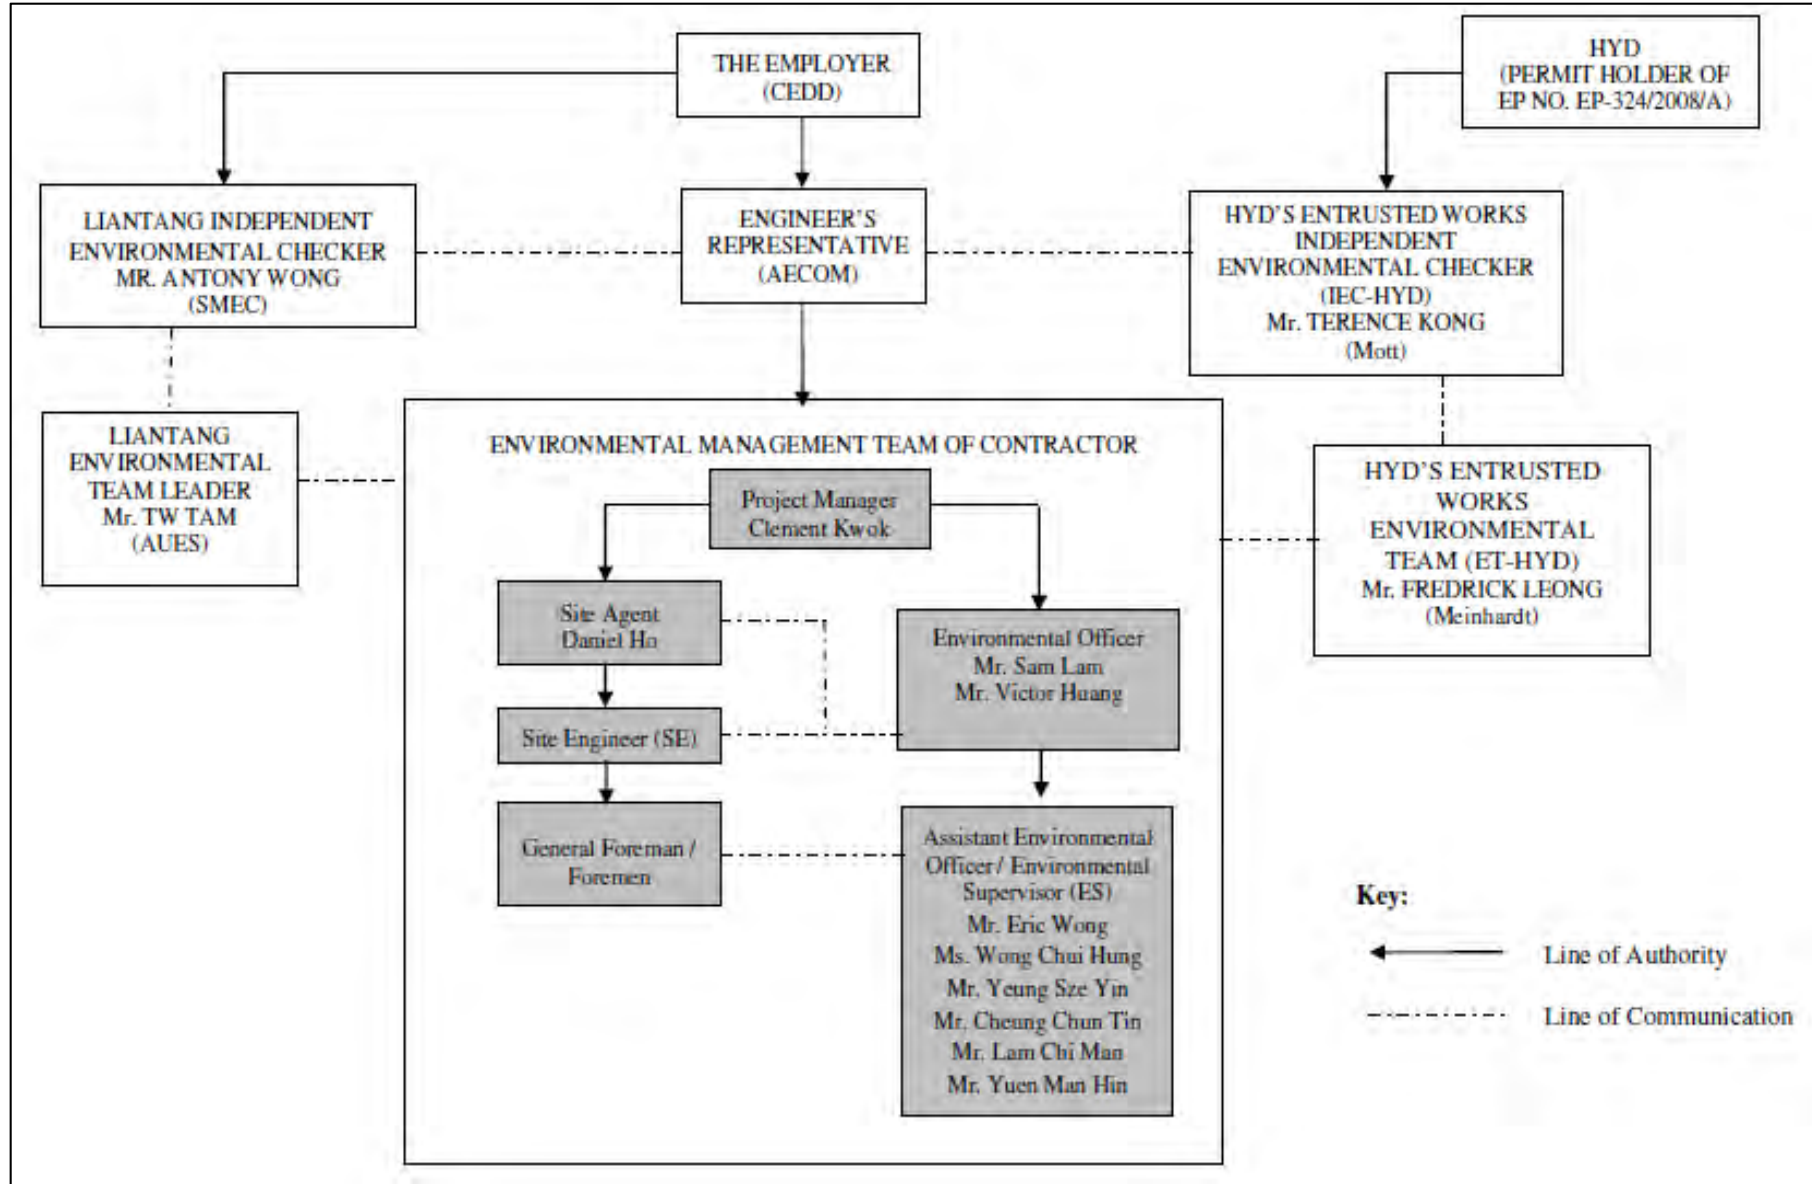 THE EMPLOYER
(CEDD)
HYD
(PERMIT HOLDER OF
EP NO. EP-324/2008/A)
LIANTANG INDEPENDENT
ENVIRONMENTAL CHECKER
MR. ANTONY WONG
(SMEC)
ENGINEER'S
REPRESENTATIVE
(AECOM)
HYD'S ENTRUSTED WORKS
INDEPENDENT
ENVIRONMENTAL CHECKER
(IEC-HYD)
Mr. TERENCE KONG
(Mott)
LIANTANG
ENVIRONMENTAL
TEAM LEADER
Mr. TW TAM
(AUES)
ENVIRONMENTAL MANAGEMENT TEAM OF CONTRACTOR
Project Manager
Clement Kwok
Site Agent
Daniel Ho
Site Engineer (SE)
General Foreman /
Foremen
Environmental Officer
Mr. Sam Lam
Mr. Victor Huang
Assistant Environmental
Officer / Environmental
Supervisor (ES)
Mr. Eric Wong
Ms. Wong Chui Hung
Mr. Yeung Sze Yin
Mr. Cheung Chun Tin
Mr. Lam Chi Man
Mr. Yuen Man Hin
HYD'S ENTRUSTED
WORKS
ENVIRONMENTAL
TEAM (ET-HYD)
Mr. FREDRICK LEONG
(Meinhardt)
Key:
Line of Authority
Line of Communication